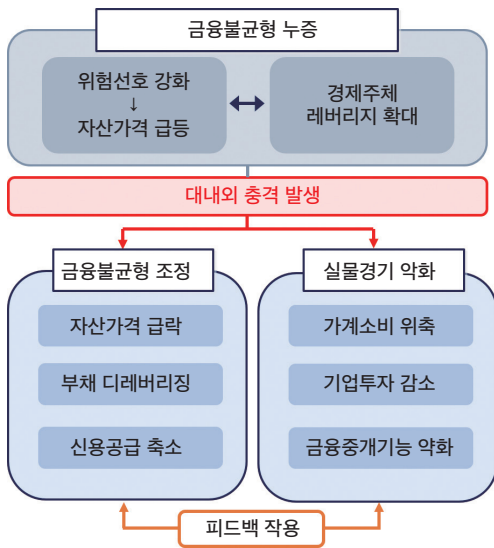 금융불균형 누증
위험선호 강화
↓
자산가격 급등
경제주체
레버리지 확대
대내외 충격 발생
금융불균형 조정
자산가격 급락
부채 디레버리징
신용공급 축소
실물경기 악화
가계소비 위축
기업투자 감소
금융중개기능 약화
피드백 작용